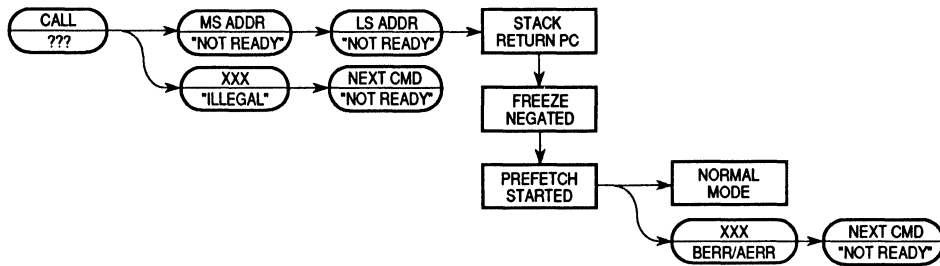 CALL
???
MS ADDR
"NOT READY"
LS ADDR
"NOT READY"
STACK
RETURN PC
XXX
"ILLEGAL"
NEXT CMD
"NOT READY"
FREEZE
NEGATED
PREFETCH
STARTED
NORMAL
MODE
XXX
BERR/AERR
NEXT CMD
"NOT READY"